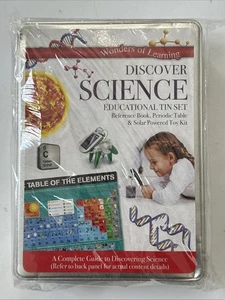 Wonders of Learning
DISCOVER
SCIENCE
EDUCATIONAL TIN SET
Reference Book, Periodic Table
& Solar Powered Toy Kit
C
TABLE OF THE ELEMENTS
A Complete Guide to Discovering Science
(Refer to back panel for actual content details)